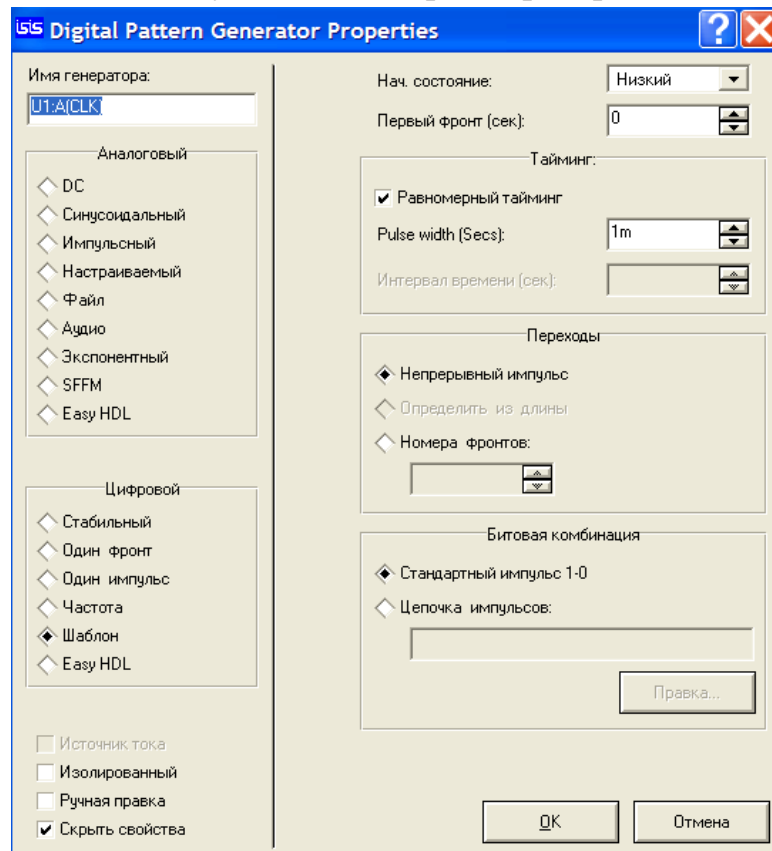 ISIS Digital Pattern Generator Properties
Имя генератора:
U1:A(CLK)
Аналоговый
DC
Синусоидальный
Импульсный
Настраиваемый
Файл
Аудио
Экспонентный
SFFM
Easy HDL
Цифровой
Стабильный
Один фронт
Один импульс
Частота
Шаблон
Easy HDL
Источник тока
Изолированный
Ручная правка
Скрыть свойства
Нач. состояние: Низкий
Первый фронт (сек): 0
Тайминг:
Равномерный тайминг
Pulse width (Secs): 1m
Интервал времени (сек):
Переходы
Непрерывный импульс
Определить из длины
Номера фронтов:
Битовая комбинация
Стандартный импульс 1-0
Цепочка импульсов:
Правка...
OK Отмена